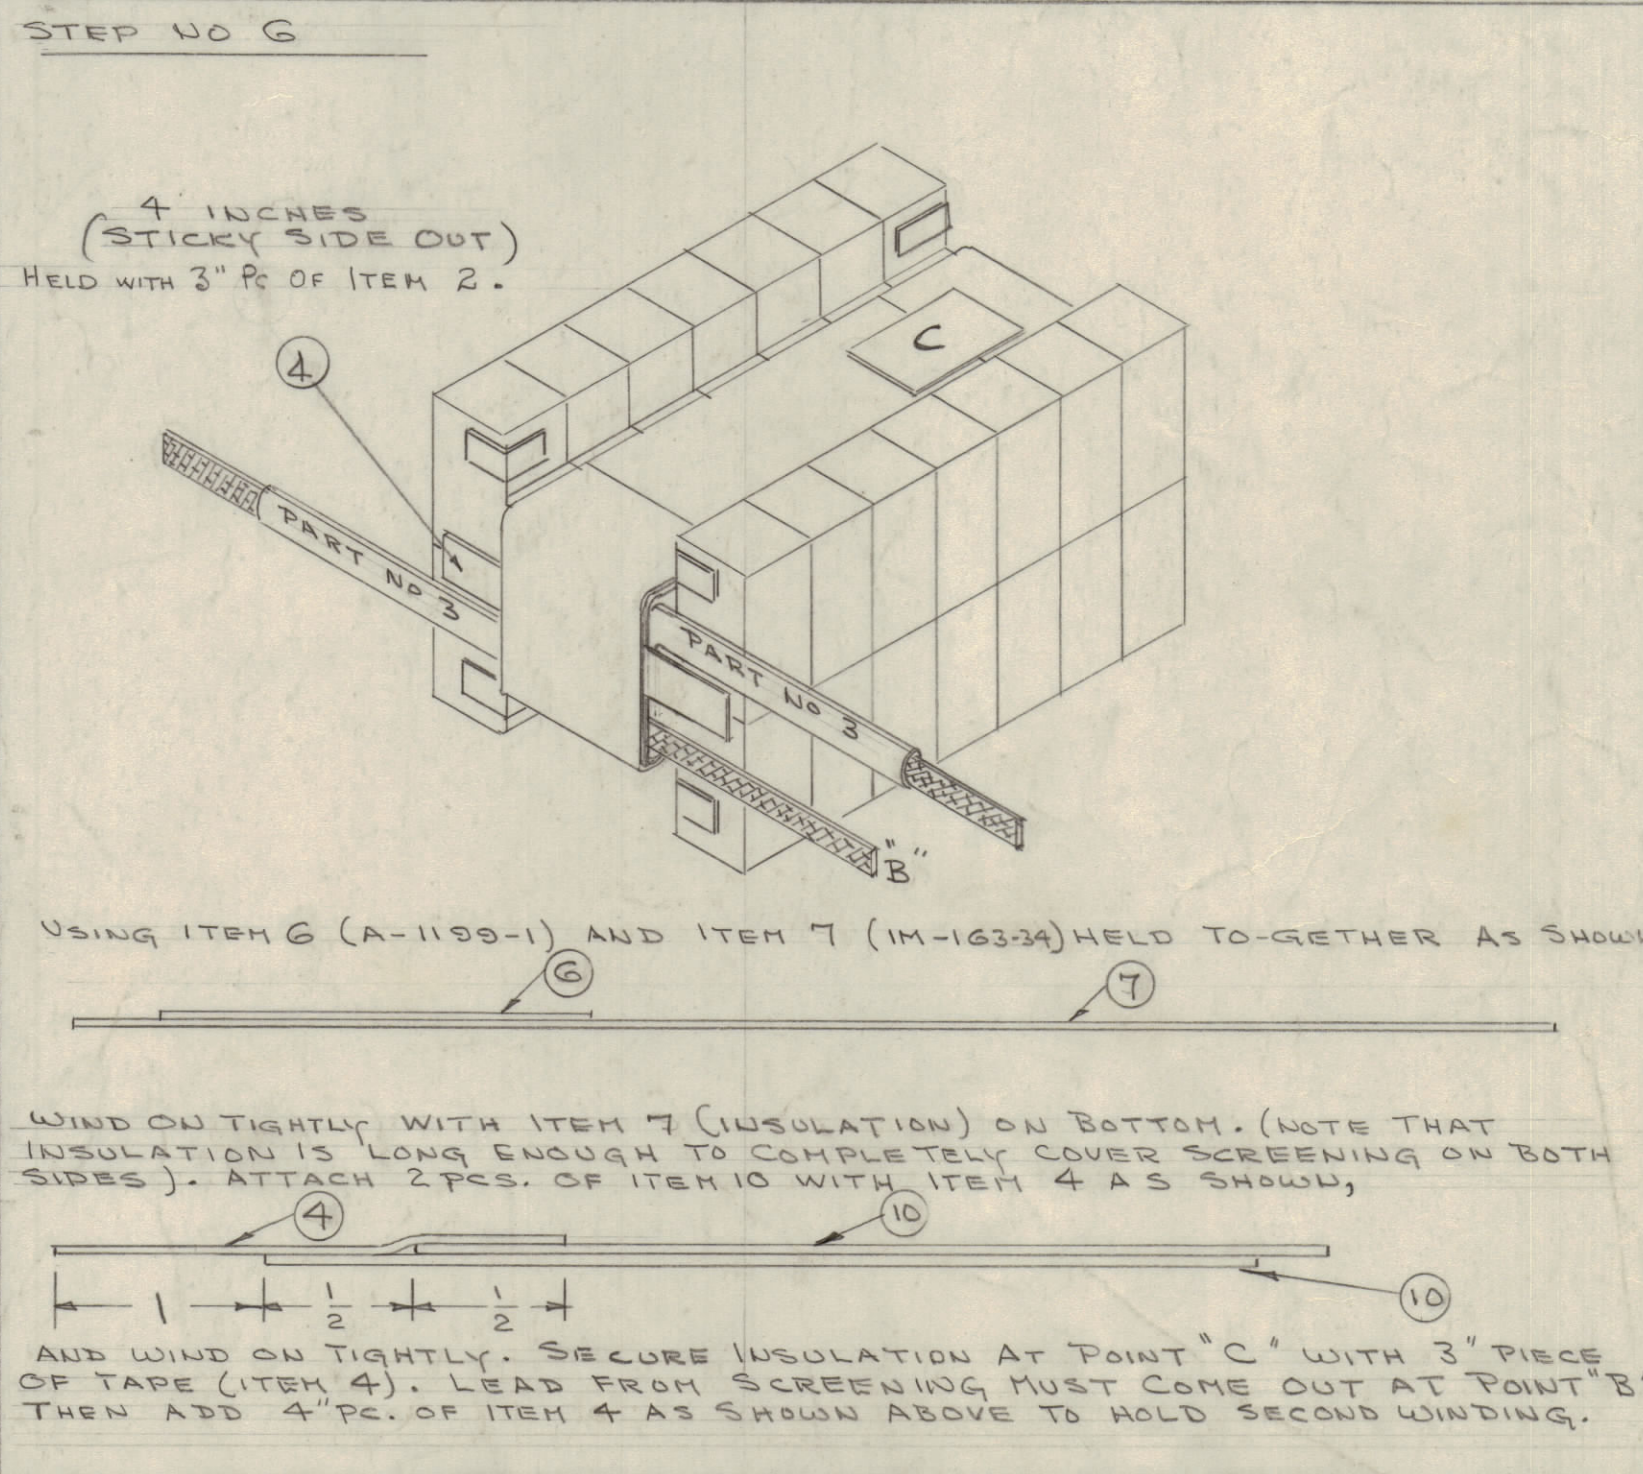 STEP NO 6
4 INCHES
(STICKY SIDE OUT)
HELD WITH 3" PC OF ITEM 2.
4
C
PART NO 3
PART NO 3
"B"
USING ITEM 6 (A-1199-1) AND ITEM 7 (1M-163-34) HELD TO-GETHER AS SHOW
6
7
WIND ON TIGHTLY WITH ITEM 7 (INSULATION) ON BOTTOM. (NOTE THAT
INSULATION IS LONG ENOUGH TO COMPLETELY COVER SCREENING ON BOTH
SIDES). ATTACH 2 PCS. OF ITEM 10 WITH ITEM 4 AS SHOWN,
4
10
10
1 1/2 1/2
AND WIND ON TIGHTLY. SECURE INSULATION AT POINT "C" WITH 3" PIECE
OF TAPE (ITEM 4). LEAD FROM SCREENING MUST COME OUT AT POINT "B"
THEN ADD 4" PC. OF ITEM 4 AS SHOWN ABOVE TO HOLD SECOND WINDING.